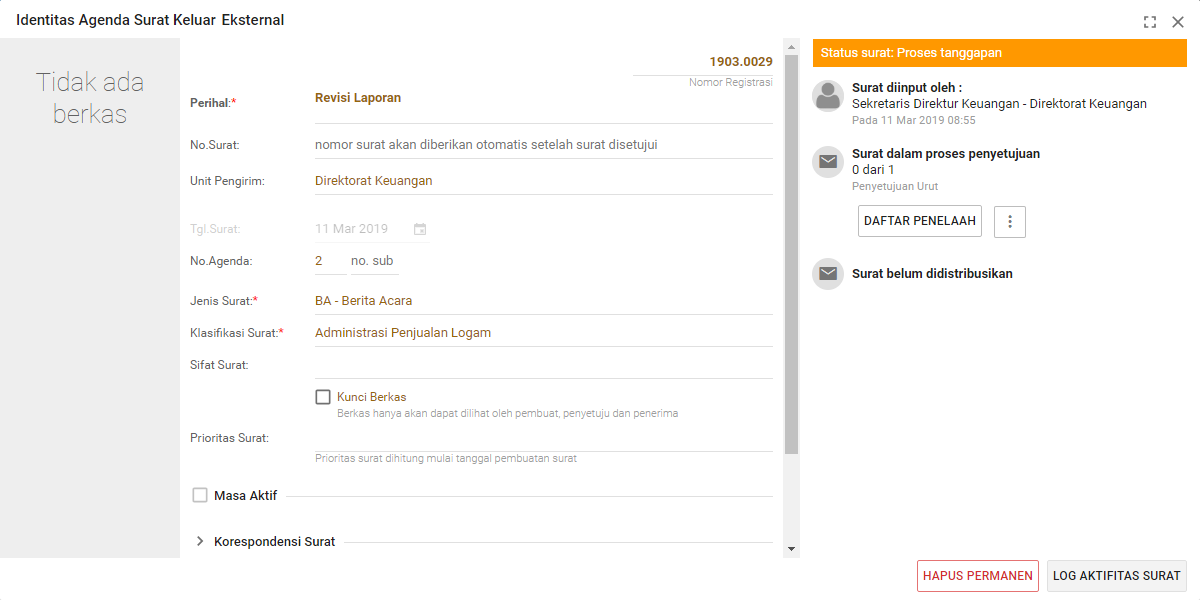 Identitas Agenda Surat Keluar Eksternal
Tidak ada
berkas
1903.0029
Nomor Registrasi
Perihal:* Revisi Laporan
No.Surat: nomor surat akan diberikan otomatis setelah surat disetujui
Unit Pengirim: Direktorat Keuangan
Tgl.Surat: 11 Mar 2019
No.Agenda: 2 no. sub
Jenis Surat:* BA - Berita Acara
Klasifikasi Surat:* Administrasi Penjualan Logam
Sifat Surat:
Kunci Berkas
Berkas hanya akan dapat dilihat oleh pembuat, penyetuju dan penerima
Prioritas Surat:
Prioritas surat dihitung mulai tanggal pembuatan surat
Masa Aktif
Korespondensi Surat
Status surat: Proses tanggapan
Surat diinput oleh :
Sekretaris Direktur Keuangan - Direktorat Keuangan
Pada 11 Mar 2019 08:55
Surat dalam proses penyetujuan
0 dari 1
Penyetujuan Urut
DAFTAR PENELAAH
Surat belum didistribusikan
HAPUS PERMANEN LOG AKTIFITAS SURAT